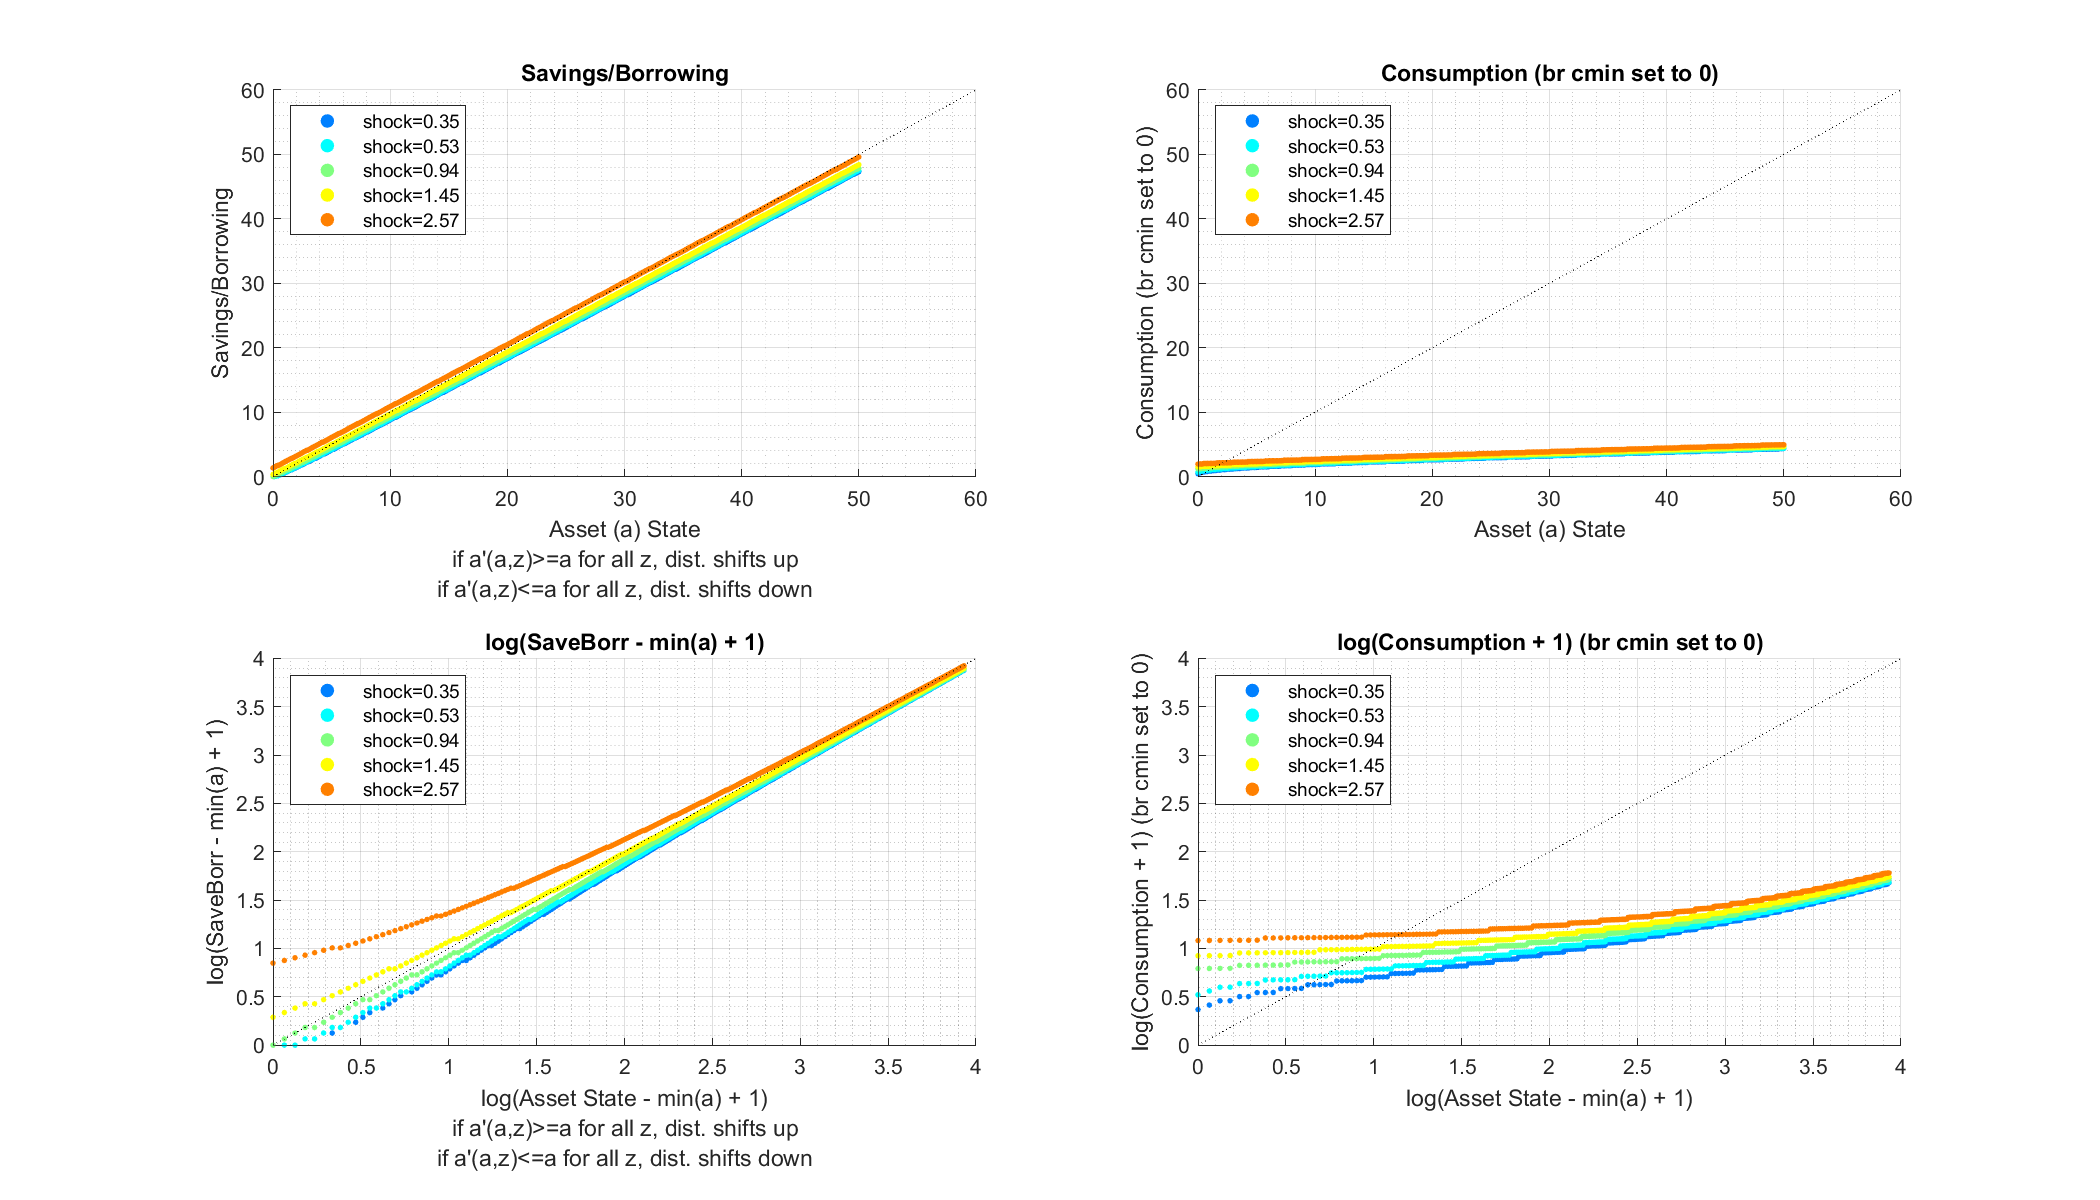 Savings/Borrowing
60
50
40
30
20
10
0
Savings/Borrowing
shock=0.35
shock=0.53
shock=0.94
shock=1.45
shock=2.57
0 10 20 30 40 50 60
Asset (a) State
if a'(a,z)>=a for all z, dist. shifts up
if a'(a,z)<=a for all z, dist. shifts down
Consumption (br cmin set to 0)
60
50
40
30
20
10
0
Consumption (br cmin set to 0)
shock=0.35
shock=0.53
shock=0.94
shock=1.45
shock=2.57
0 10 20 30 40 50 60
Asset (a) State
log(SaveBorr - min(a) + 1)
4
3.5
3
2.5
2
1.5
1
0.5
0
log(SaveBorr - min(a) + 1)
shock=0.35
shock=0.53
shock=0.94
shock=1.45
shock=2.57
0 0.5 1 1.5 2 2.5 3 3.5 4
log(Asset State - min(a) + 1)
if a'(a,z)>=a for all z, dist. shifts up
if a'(a,z)<=a for all z, dist. shifts down
log(Consumption + 1) (br cmin set to 0)
4
3.5
3
2.5
2
1.5
1
0.5
0
log(Consumption + 1) (br cmin set to 0)
shock=0.35
shock=0.53
shock=0.94
shock=1.45
shock=2.57
0 0.5 1 1.5 2 2.5 3 3.5 4
log(Asset State - min(a) + 1)